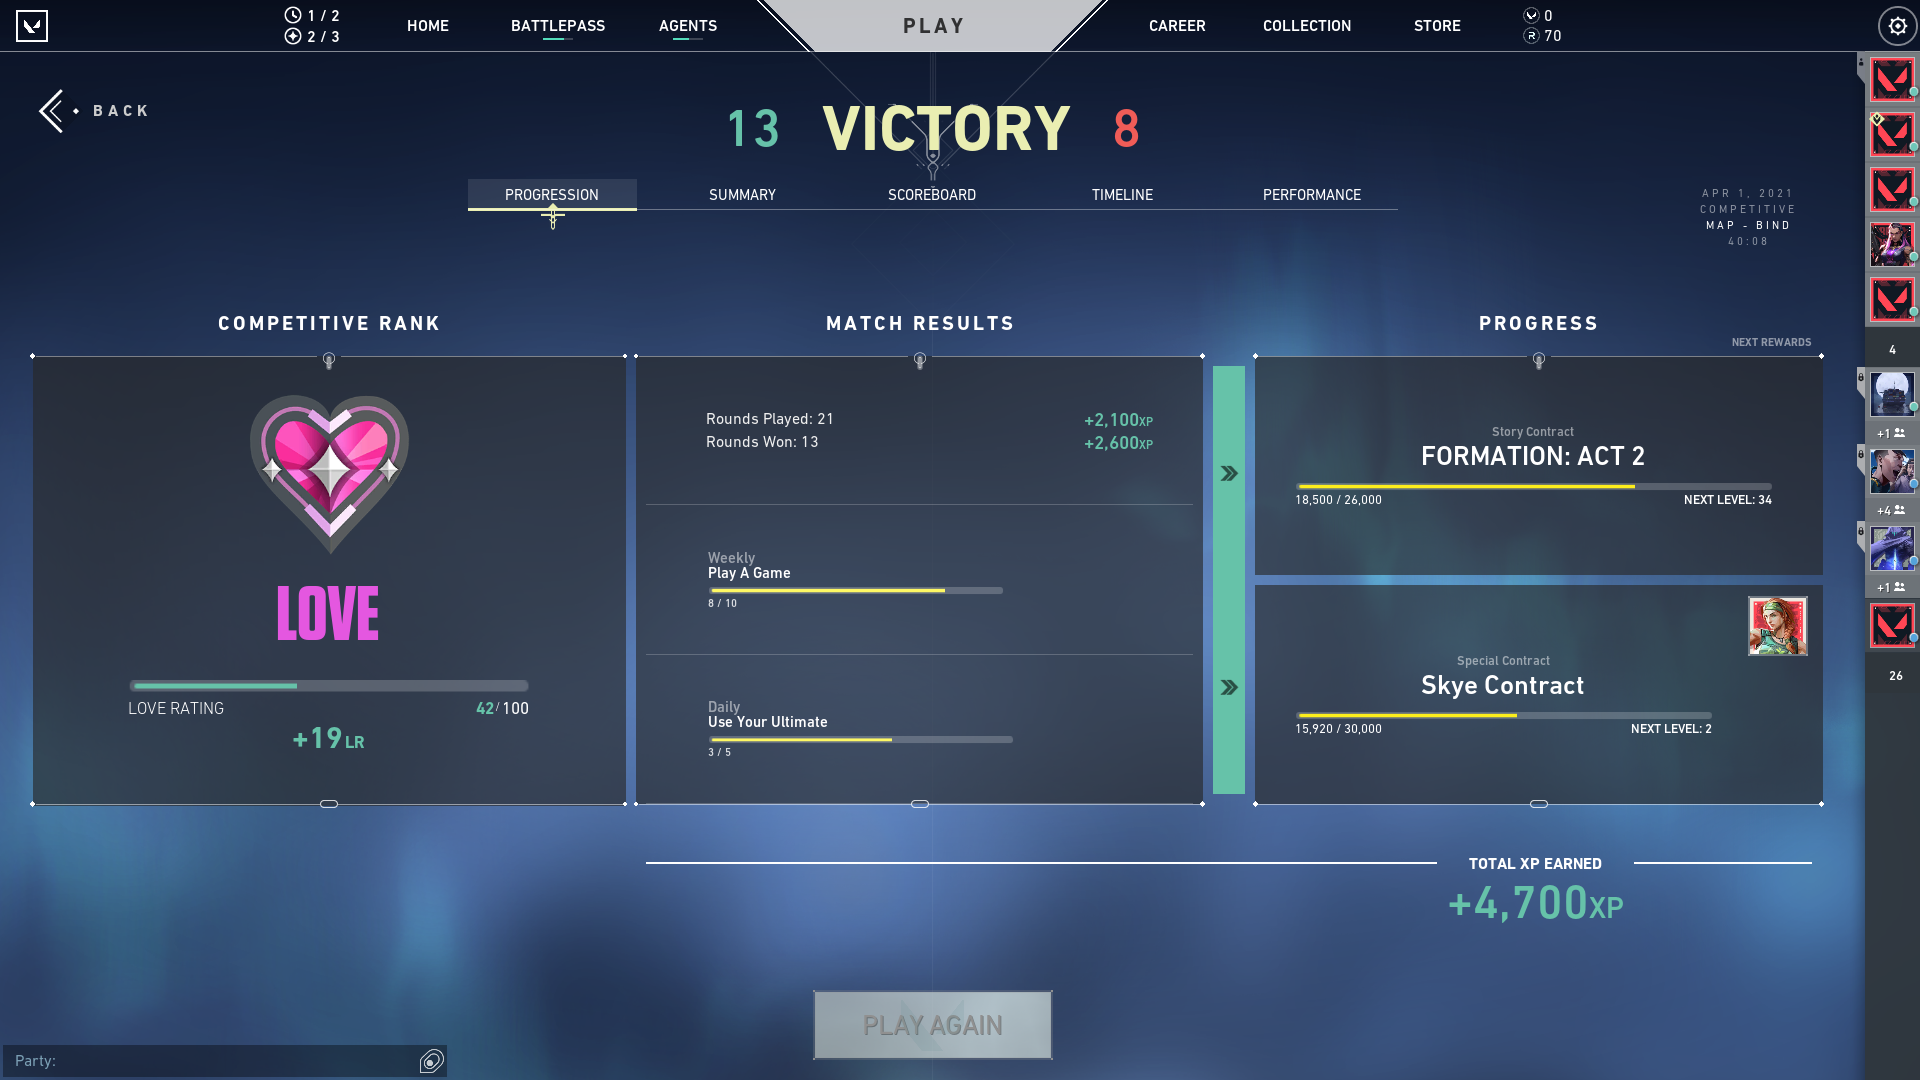 1 / 2
2 / 3
HOME
BATTLEPASS
AGENTS
PLAY
CAREER
COLLECTION
STORE
0
70
BACK
13 VICTORY 8
PROGRESSION
SUMMARY
SCOREBOARD
TIMELINE
PERFORMANCE
APR 1, 2021
COMPETITIVE
MAP - BIND
40:08
COMPETITIVE RANK
LOVE
LOVE RATING
42/100
+19LR
MATCH RESULTS
Rounds Played: 21
+2,100XP
Rounds Won: 13
+2,600XP
Weekly
Play A Game
8 / 10
Daily
Use Your Ultimate
3 / 5
PROGRESS
NEXT REWARDS
Story Contract
FORMATION: ACT 2
18,500 / 26,000
NEXT LEVEL: 34
Special Contract
Skye Contract
15,920 / 30,000
NEXT LEVEL: 2
TOTAL XP EARNED
+4,700XP
PLAY AGAIN
Party:
4
+1
+4
+1
26